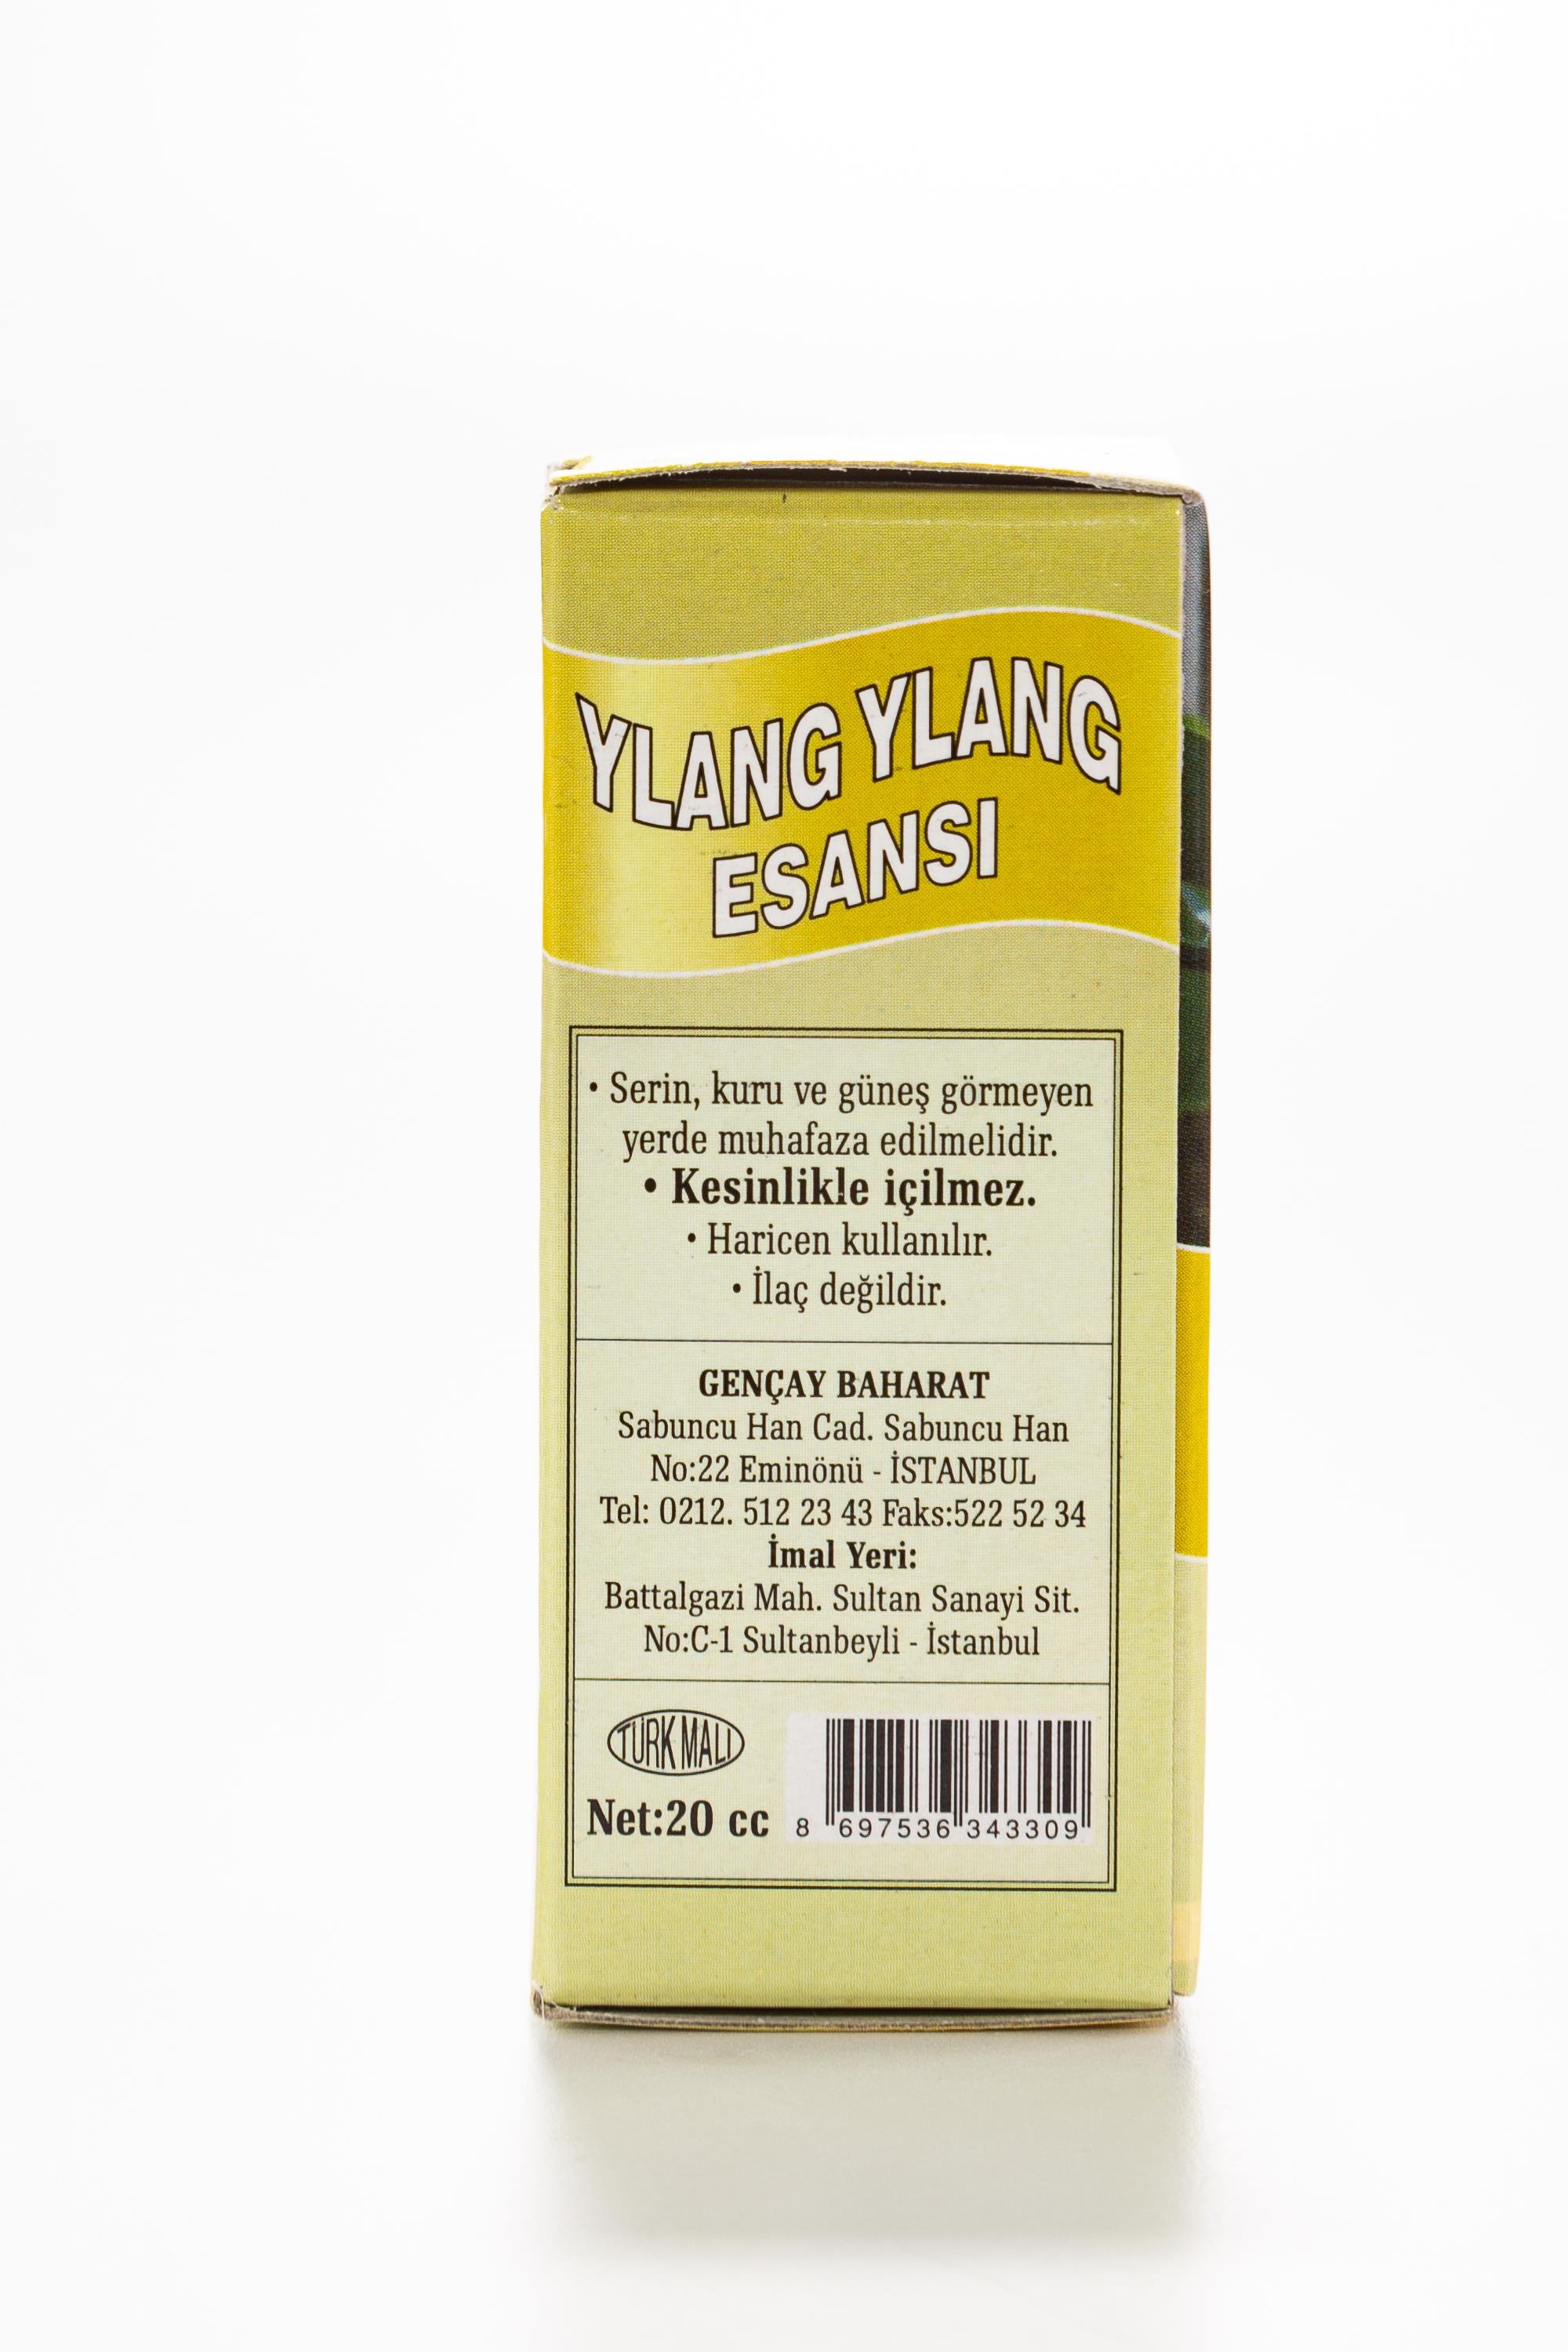 YLANG YLANG
ESANSI
• Serin, kuru ve güneş görmeyen
yerde muhafaza edilmelidir.
• Kesinlikle içilmez.
• Haricen kullanılır.
• İlaç değildir.
GENÇAY BAHARAT
Sabuncu Han Cad. Sabuncu Han
No:22 Eminönü - İSTANBUL
Tel: 0212. 512 23 43 Faks:522 52 34
İmal Yeri:
Battalgazi Mah. Sultan Sanayi Sit.
No:C-1 Sultanbeyli - İstanbul
TÜRK MALI
Net:20 cc
8 697536 343309